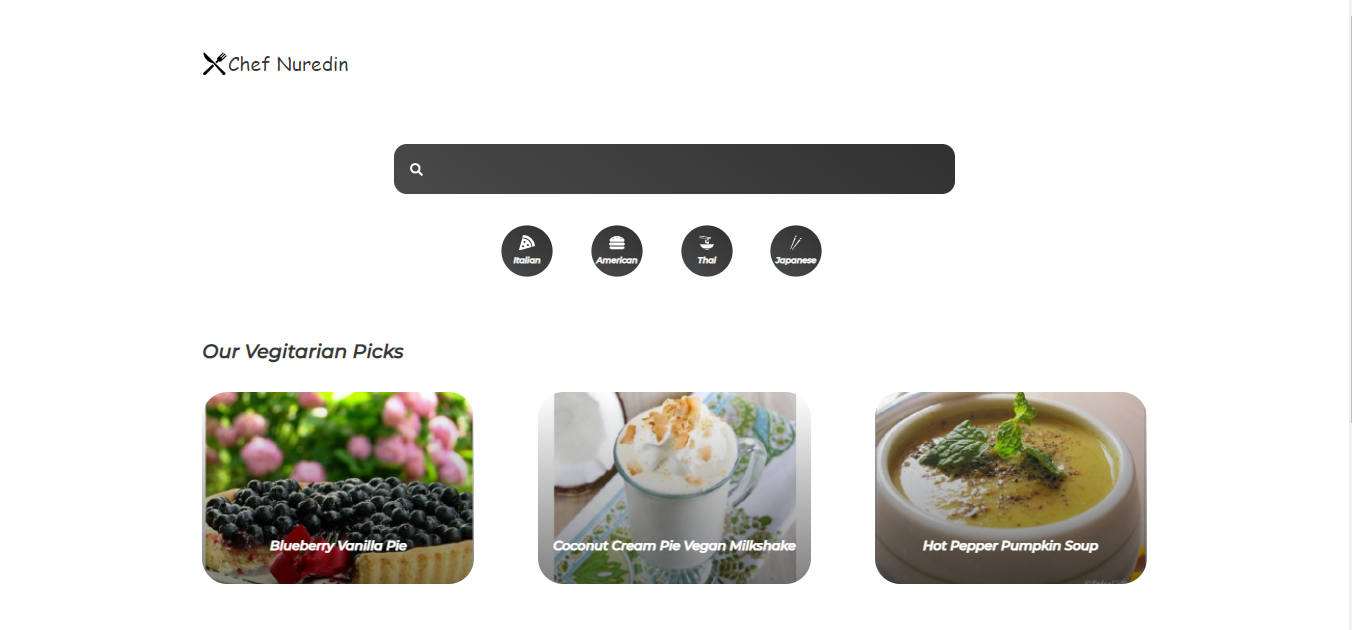 Chef Nuredin
Italian
American
Thai
Japanese
Our Vegitarian Picks
Blueberry Vanilla Pie
Coconut Cream Pie Vegan Milkshake
Hot Pepper Pumpkin Soup